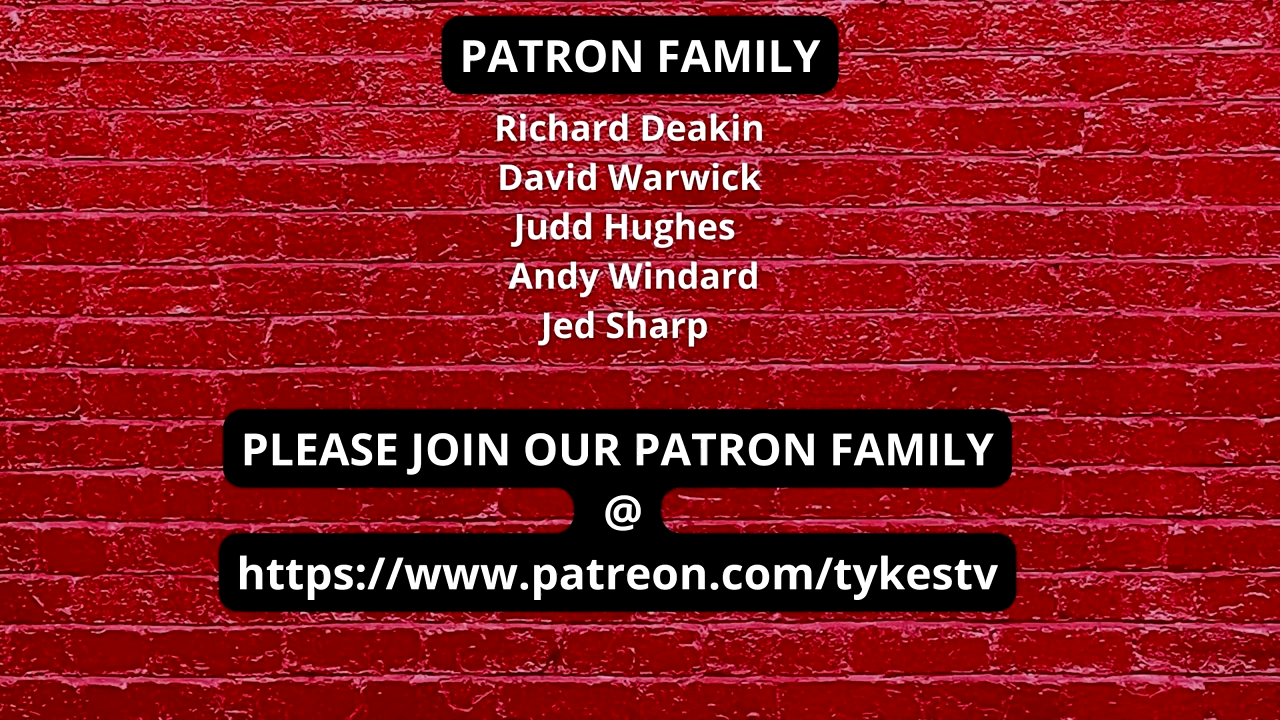 PATRON FAMILY
Richard Deakin
David Warwick
Judd Hughes
Andy Windard
Jed Sharp
PLEASE JOIN OUR PATRON FAMILY
@
https://www.patreon.com/tykestv